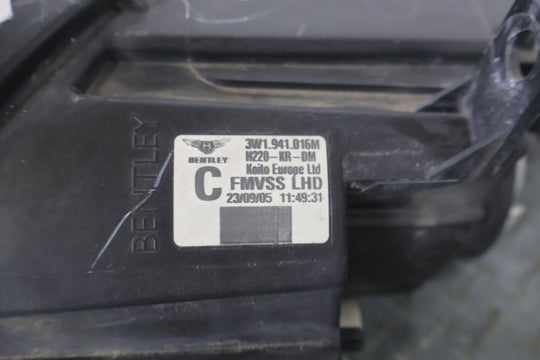 BENTLEY
BENTLEY
3W1.941.016M
H220-KR-DM
Koito Europe Ltd
C FMVSS LHD
23/09/05 11:49:31